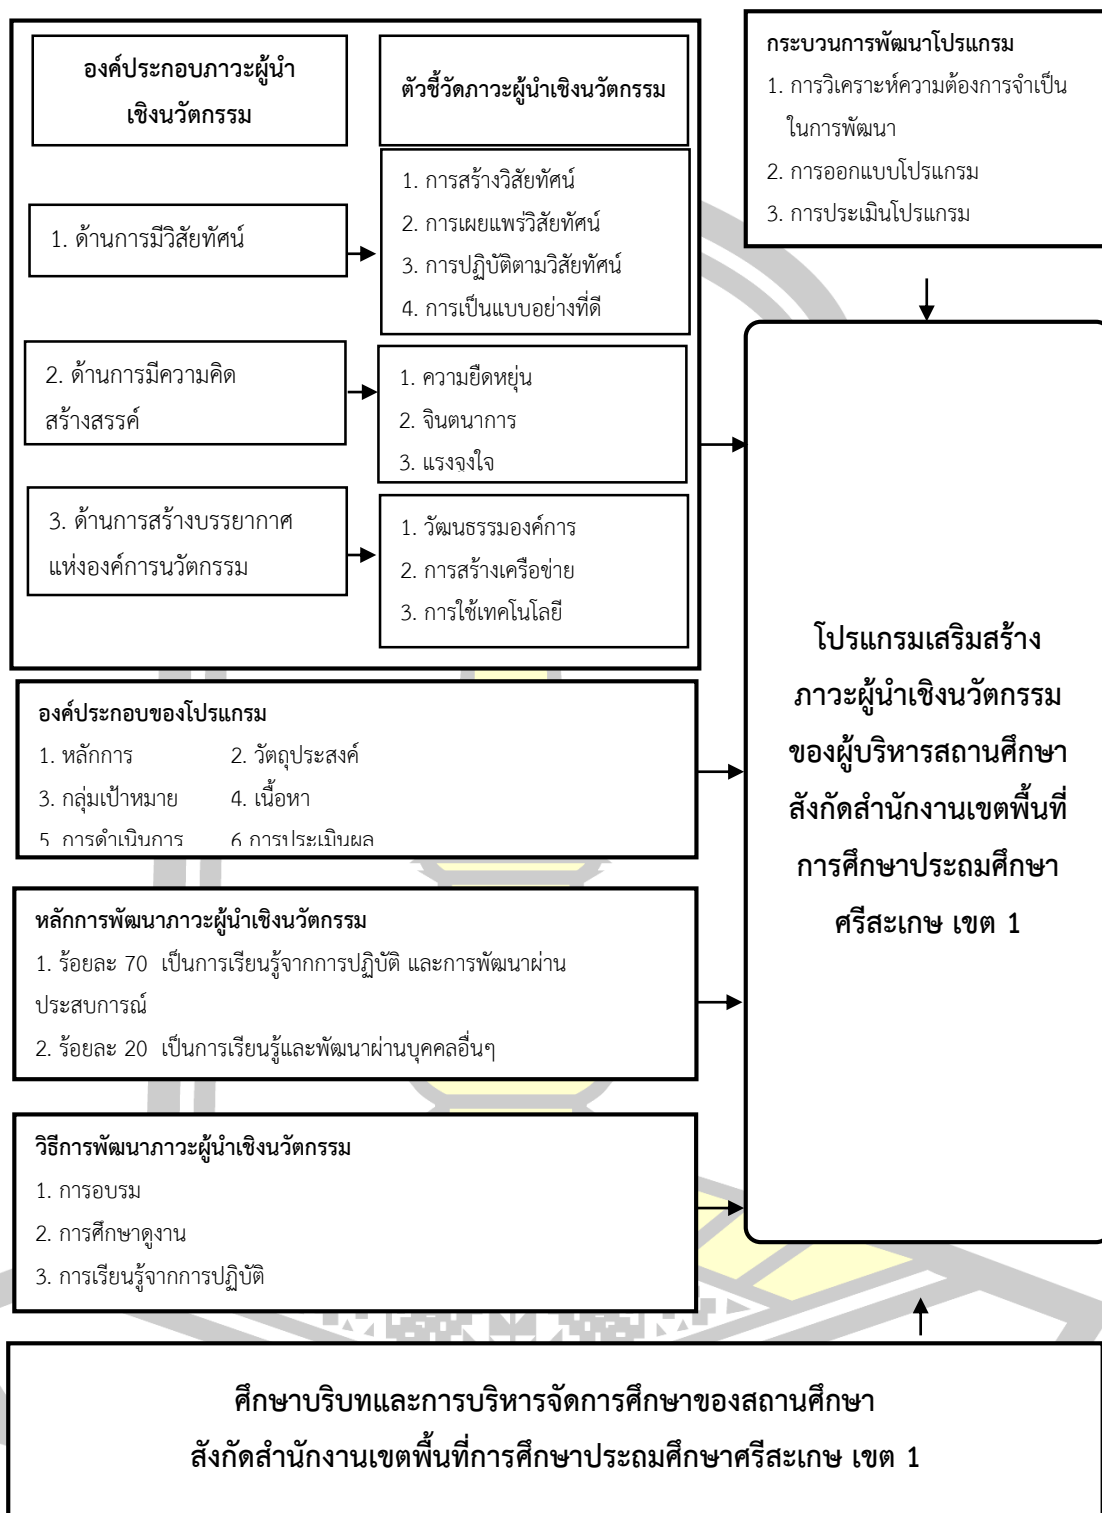 องค์ประกอบภาวะผู้นำ
เชิงนวัตกรรม
ตัวชี้วัดภาวะผู้นำเชิงนวัตกรรม
1. ด้านการมีวิสัยทัศน์
1. การสร้างวิสัยทัศน์
2. การเผยแพร่วิสัยทัศน์
3. การปฏิบัติตามวิสัยทัศน์
4. การเป็นแบบอย่างที่ดี
2. ด้านการมีความคิด
สร้างสรรค์
1. ความยืดหยุ่น
2. จินตนาการ
3. แรงจูงใจ
3. ด้านการสร้างบรรยากาศ
แห่งองค์การนวัตกรรม
1. วัฒนธรรมองค์การ
2. การสร้างเครือข่าย
3. การใช้เทคโนโลยี
กระบวนการพัฒนาโปรแกรม
1. การวิเคราะห์ความต้องการจำเป็น
ในการพัฒนา
2. การออกแบบโปรแกรม
3. การประเมินโปรแกรม
องค์ประกอบของโปรแกรม
1. หลักการ 2. วัตถุประสงค์
3. กลุ่มเป้าหมาย 4. เนื้อหา
5. การดำเนินการ 6 การประเมินผล
หลักการพัฒนาภาวะผู้นำเชิงนวัตกรรม
1. ร้อยละ 70 เป็นการเรียนรู้จากการปฏิบัติ และการพัฒนาผ่าน
ประสบการณ์
2. ร้อยละ 20 เป็นการเรียนรู้และพัฒนาผ่านบุคคลอื่นๆ
วิธีการพัฒนาภาวะผู้นำเชิงนวัตกรรม
1. การอบรม
2. การศึกษาดูงาน
3. การเรียนรู้จากการปฏิบัติ
โปรแกรมเสริมสร้าง
ภาวะผู้นำเชิงนวัตกรรม
ของผู้บริหารสถานศึกษา
สังกัดสำนักงานเขตพื้นที่
การศึกษาประถมศึกษา
ศรีสะเกษ เขต 1
ศึกษาบริบทและการบริหารจัดการศึกษาของสถานศึกษา
สังกัดสำนักงานเขตพื้นที่การศึกษาประถมศึกษาศรีสะเกษ เขต 1